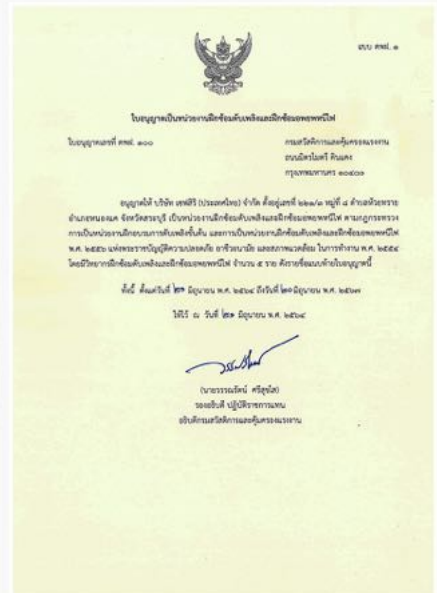 แบบ ดพฝ. ๑
ใบอนุญาตเป็นหน่วยงานฝึกซ้อมดับเพลิงและฝึกซ้อมอพยพหนีไฟ
ใบอนุญาตเลขที่ ดพฝ. ๑๐๐
กรมสวัสดิการและคุ้มครองแรงงาน
ถนนมิตรไมตรี ดินแดง
กรุงเทพมหานคร ๑๐๔๐๐
อนุญาตให้ บริษัท เซฟสิริ (ประเทศไทย) จำกัด ตั้งอยู่เลขที่ ๒๒๑/๓ หมู่ที่ ๘ ตำบลห้วยทราย
อำเภอหนองแค จังหวัดสระบุรี เป็นหน่วยงานฝึกซ้อมดับเพลิงและฝึกซ้อมอพยพหนีไฟ ตามกฎกระทรวง
การเป็นหน่วยงานฝึกอบรมการดับเพลิงขั้นต้น และการเป็นหน่วยงานฝึกซ้อมดับเพลิงและฝึกซ้อมอพยพหนีไฟ
พ.ศ. ๒๕๕๖ แห่งพระราชบัญญัติความปลอดภัย อาชีวอนามัย และสภาพแวดล้อม ในการทำงาน พ.ศ. ๒๕๕๔
โดยมีวิทยากรฝึกซ้อมดับเพลิงและฝึกซ้อมอพยพหนีไฟ จำนวน ๕ ราย ดังรายชื่อแนบท้ายใบอนุญาตนี้
ทั้งนี้ ตั้งแต่วันที่ ๒๑ มิถุนายน พ.ศ. ๒๕๖๔ ถึงวันที่ ๒๐ มิถุนายน พ.ศ. ๒๕๖๗
ให้ไว้ ณ วันที่ ๒๑ มิถุนายน พ.ศ. ๒๕๖๔
(นายวรรณรัตน์ ศรีสุขใส)
รองอธิบดี ปฏิบัติราชการแทน
อธิบดีกรมสวัสดิการและคุ้มครองแรงงาน